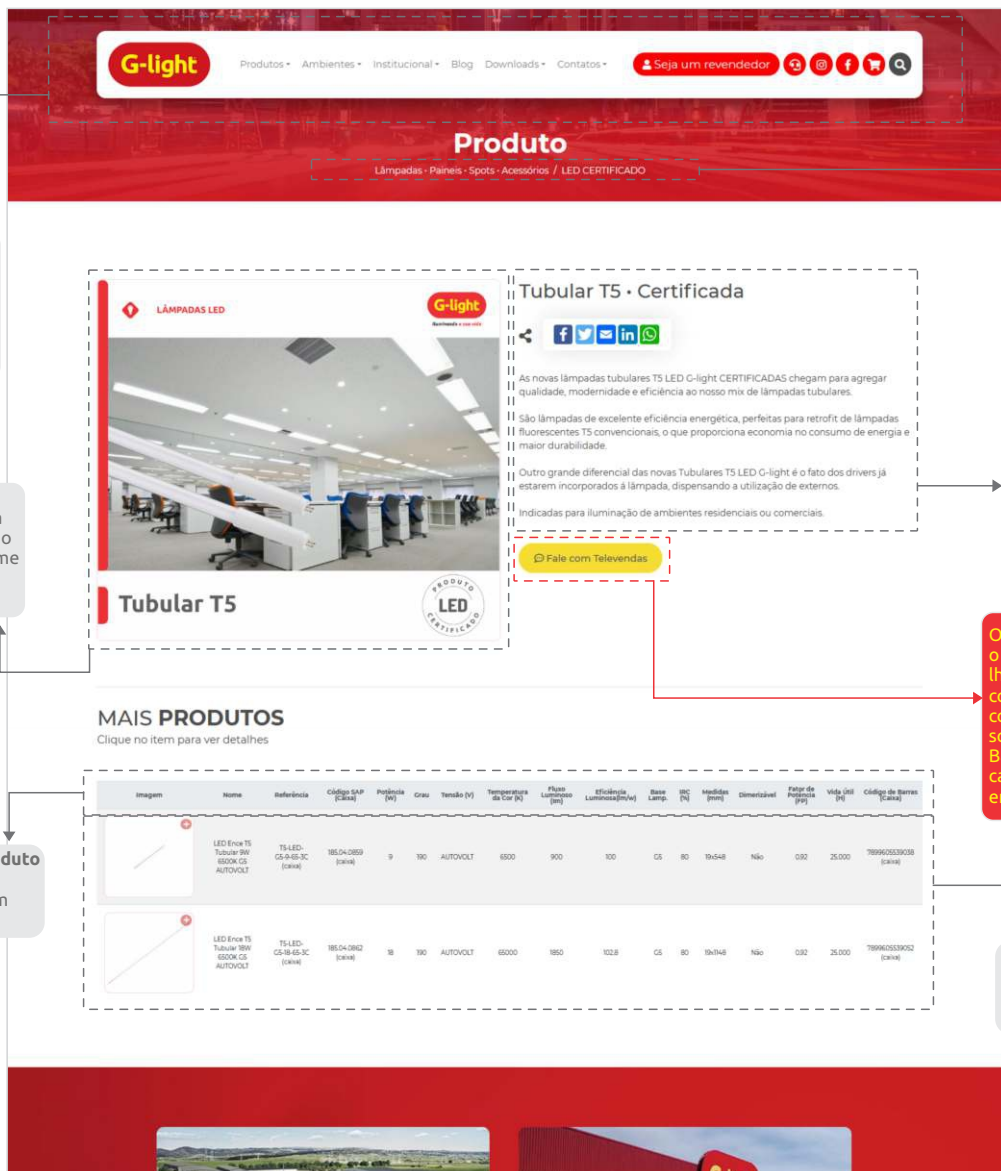 G-light
Produtos Ambientes Institucional Blog Downloads Contatos Seja um revendedor
Produto
Lâmpadas • Paineis • Spots • Acessórios / LED CERTIFICADO
LÂMPADAS LED
G-light
Iluminando a sua vida
Tubular T5
PRODUTO
LED
CERTIFICADO
Tubular T5 • Certificada
As novas lâmpadas tubulares T5 LED G-light CERTIFICADAS chegam para agregar
qualidade, modernidade e eficiência ao nosso mix de lâmpadas tubulares.
São lâmpadas de excelente eficiência energética, perfeitas para retrofit de lâmpadas
fluorescentes T5 convencionais, o que proporciona economia no consumo de energia e
maior durabilidade.
Outro grande diferencial das novas Tubulares T5 LED G-light é o fato dos drivers já
estarem incorporados à lâmpada, dispensando a utilização de externos.
Indicadas para iluminação de ambientes residenciais ou comerciais.
Fale com Televendas
o
me
O
o
lh
co
co
so
B
ca
e
MAIS PRODUTOS
Clique no item para ver detalhes
Imagem Nome Referência Código SAP (Caixa) Potência (W) Grau Tensão (V) Temperatura da Cor (K) Fluxo Luminoso (lm) Eficiência Luminosa(lm/w) Base Lamp. IRC (%) Medidas (mm) Dimerizável Fator de Potência (FP) Vida Útil (H) Código de Barras (Caixa)
LED Ence T5 Tubular 9W 6500K G5 AUTOVOLT T5-LED-G5-9-65-3C (caixa) 185.04.0859 (caixa) 9 190 AUTOVOLT 6500 900 100 G5 80 19x548 Não 0,92 25.000 7899605539038 (caixa)
LED Ence T5 Tubular 18W 6500K G5 AUTOVOLT T5-LED-G5-18-65-3C (caixa) 185.04.0862 (caixa) 18 190 AUTOVOLT 65000 1850 102.8 G5 80 19x1148 Não 0,92 25.000 7899605539052 (caixa)
duto
m